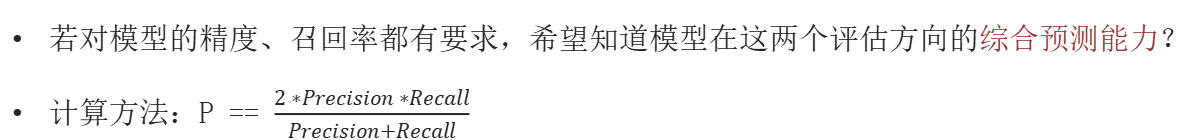 • 若对模型的精度、召回率都有要求，希望知道模型在这两个评估方向的综合预测能力？
• 计算方法：P == \frac{2 *Precision *Recall}{Precision+Recall}